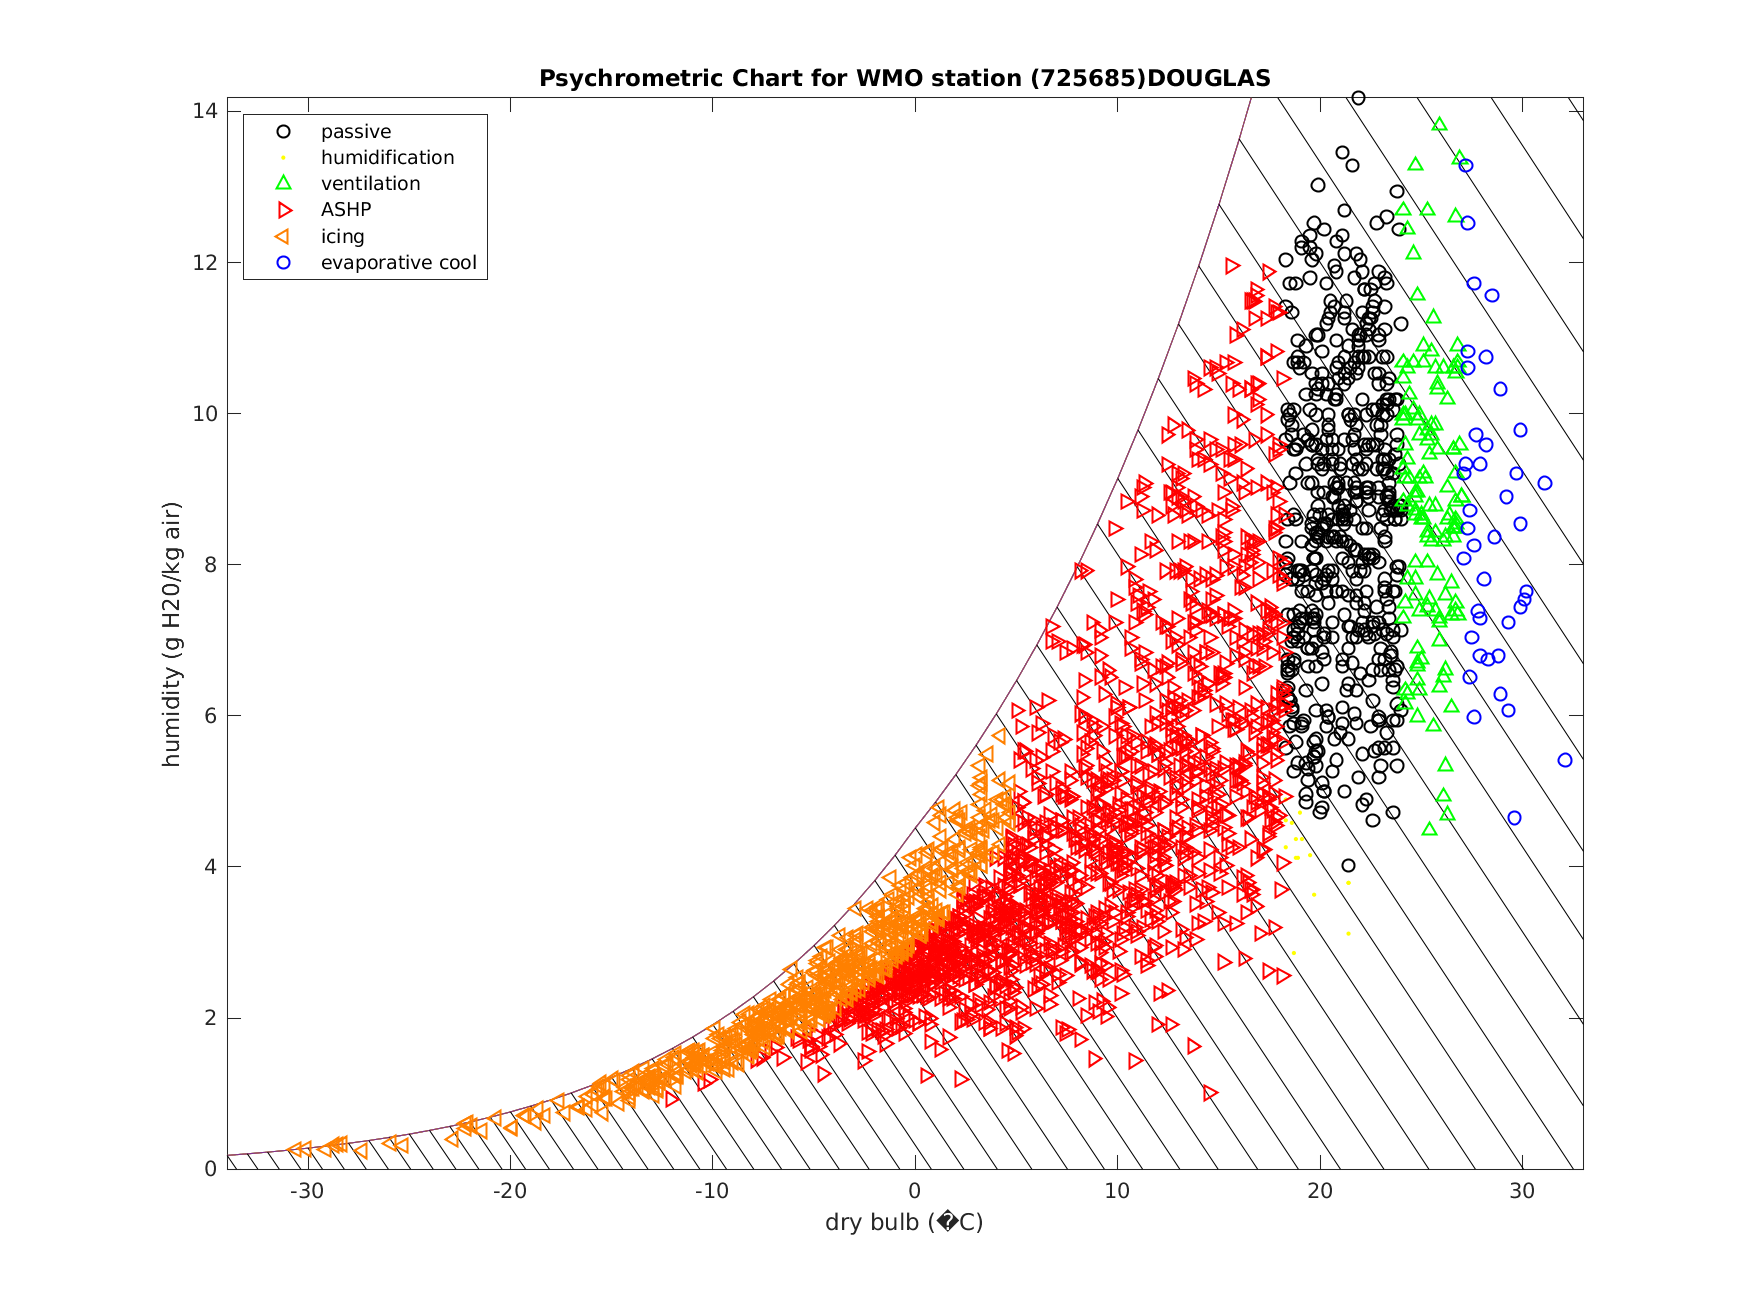 Psychrometric Chart for WMO station (725685)DOUGLAS
14
12
10
8
6
4
2
0
passive
humidification
ventilation
ASHP
icing
evaporative cool
humidity (g H20/kg air)
-30 -20 -10 0 10 20 30
dry bulb (�C)